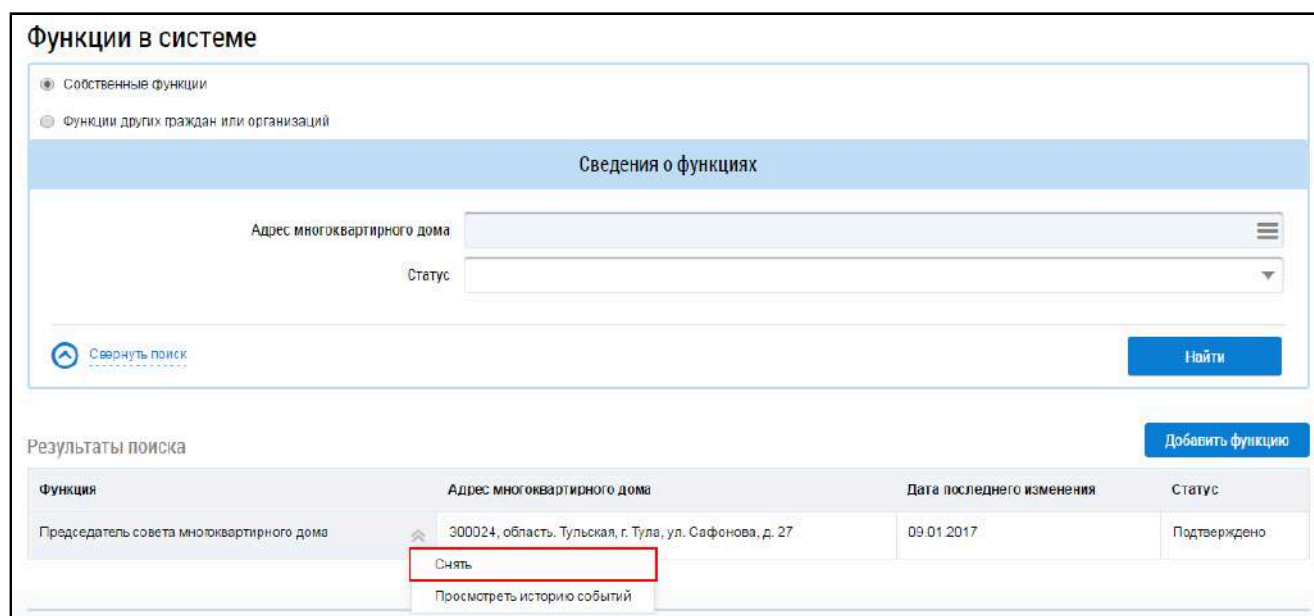 Функции в системе
Собственные функции
Функции других граждан или организаций
Сведения о функциях
Адрес многоквартирного дома
Статус
Свернуть поиск
Найти
Результаты поиска
Добавить функцию
Функция Адрес многоквартирного дома Дата последнего изменения Статус
Председатель совета многоквартирного дома 300024, область. Тульская, г. Тула, ул. Сафонова, д. 27 09.01.2017 Подтверждено
Снять
Просмотреть историю событий